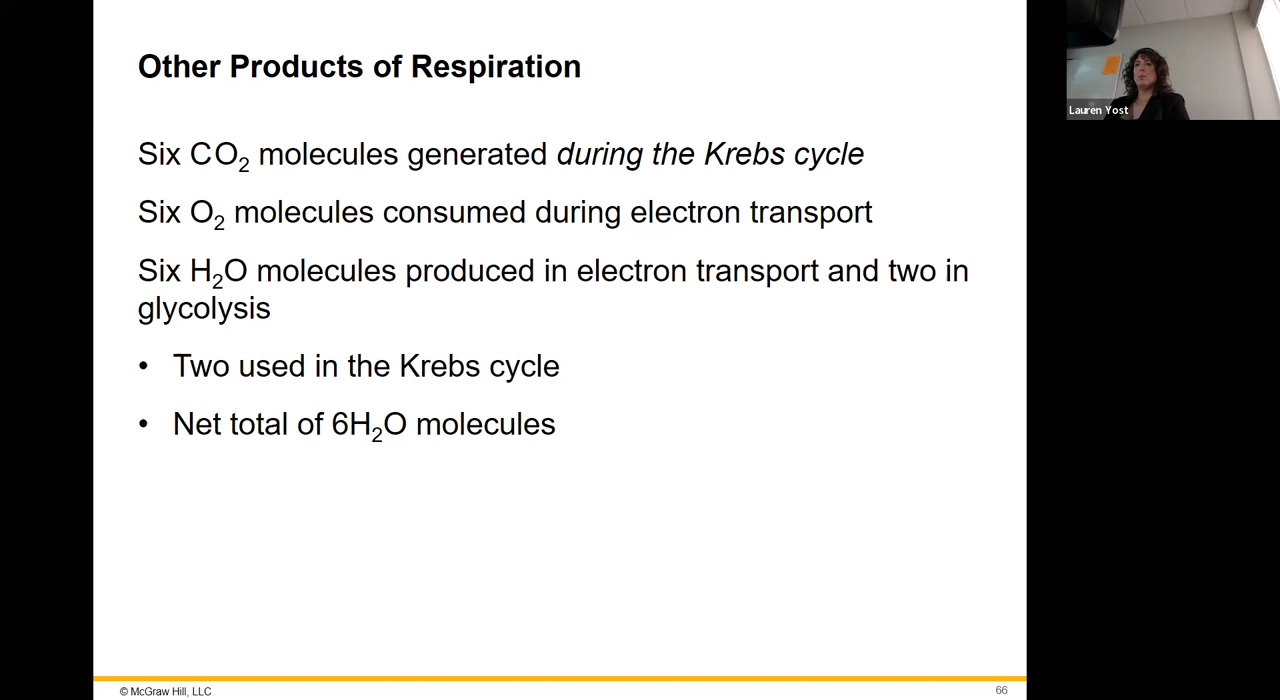 Other Products of Respiration
Six CO₂ molecules generated during the Krebs cycle
Six O₂ molecules consumed during electron transport
Six H₂O molecules produced in electron transport and two in
glycolysis
• Two used in the Krebs cycle
• Net total of 6H₂O molecules
© McGraw Hill, LLC
66
Lauren Yost